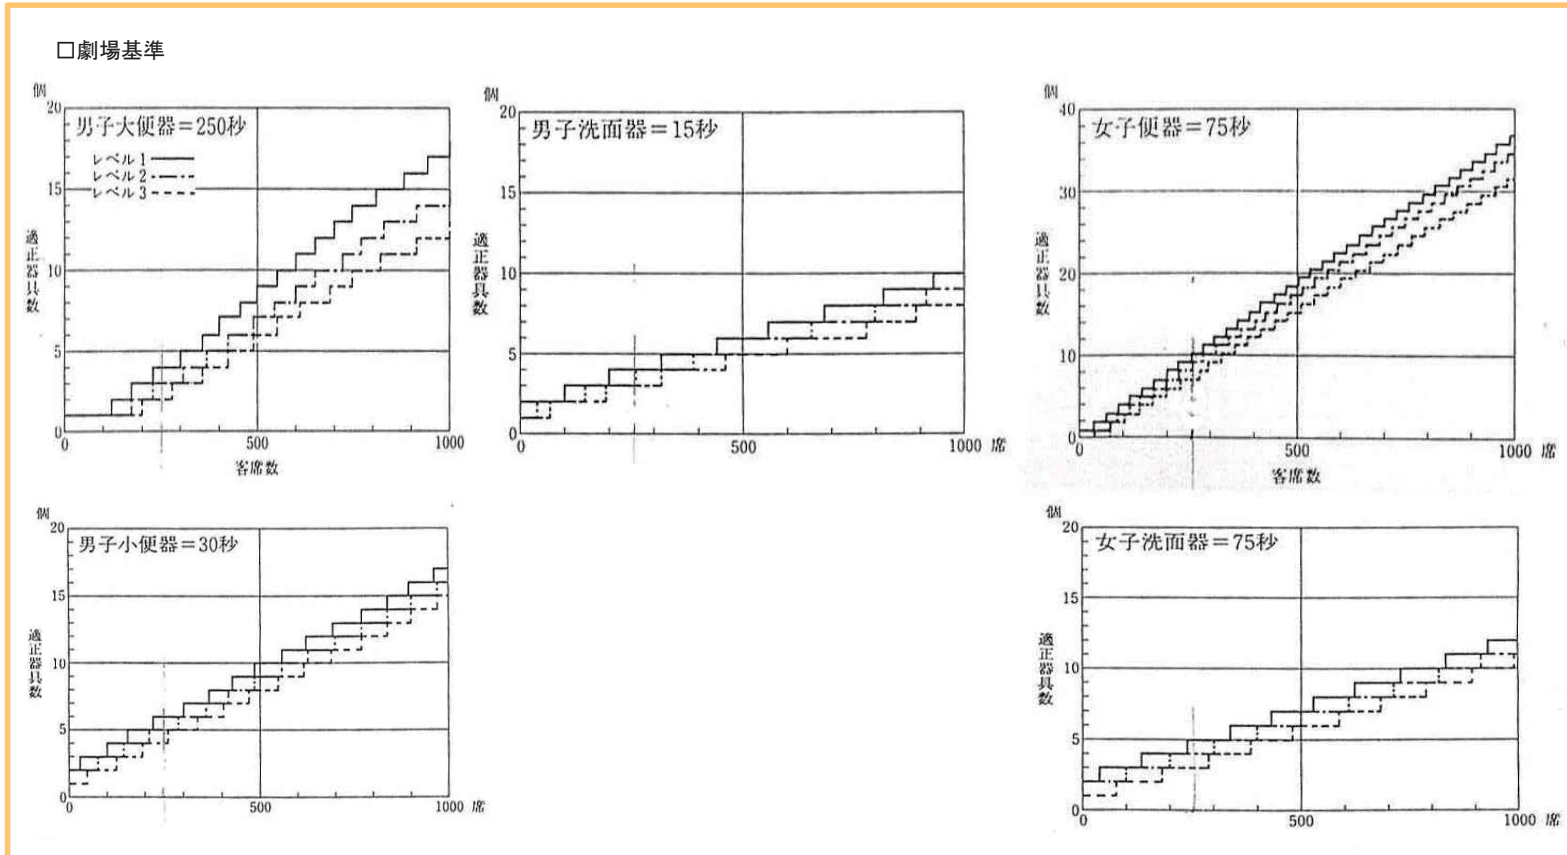 □劇場基準
個
20
15
10
5
0
男子大便器=250秒
レベル1
レベル2
レベル3
適正器具数
0
500
1000
客席数
個
20
15
10
5
0
男子洗面器=15秒
適正器具数
0
500
1000 席
個
40
30
20
10
0
女子便器=75秒
適正器具数
0
500
1000 席
客席数
個
20
15
10
5
0
男子小便器=30秒
適正器具数
0
500
1000 席
個
20
15
10
5
0
女子洗面器=75秒
適正器具数
0
500
1000 席